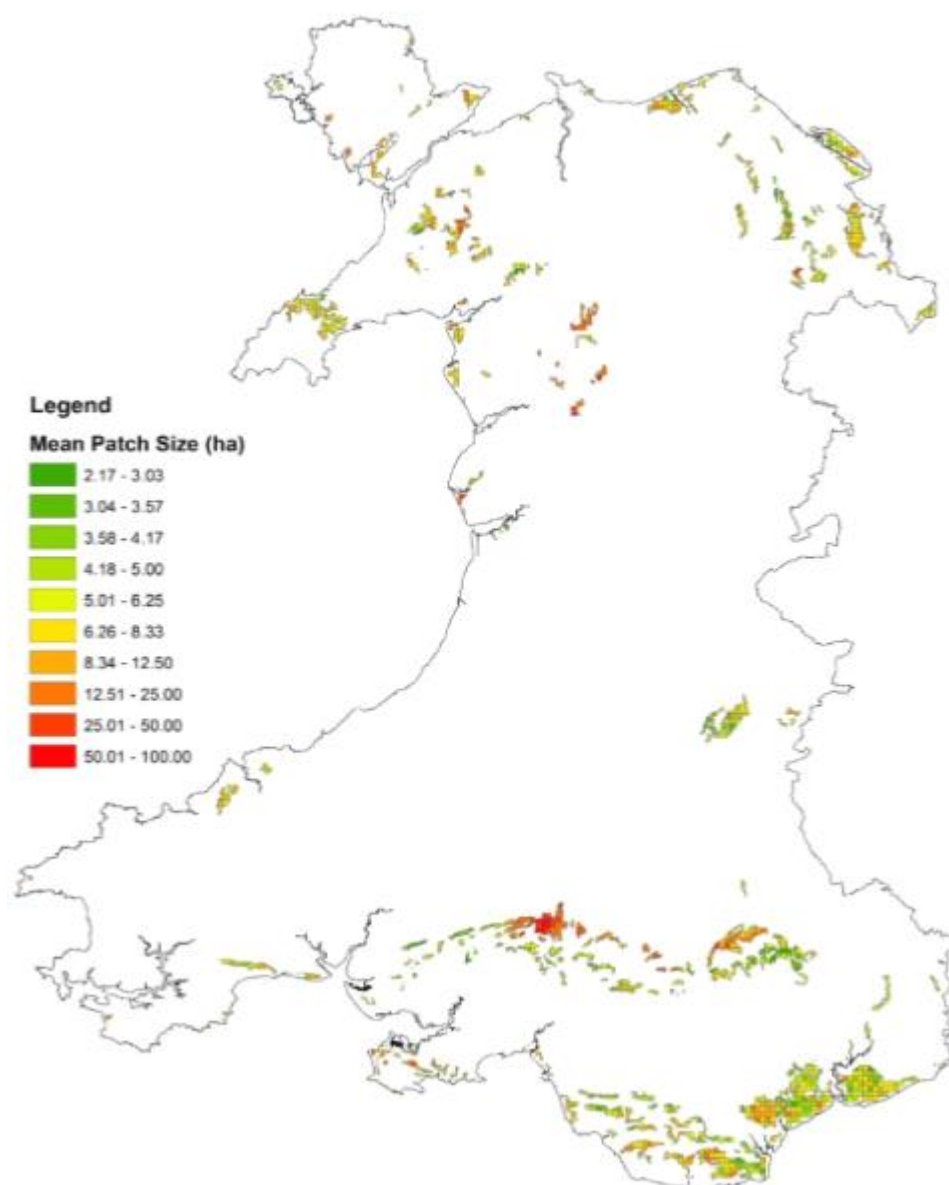 Legend
Mean Patch Size (ha)
2.17 - 3.03
3.04 - 3.57
3.58 - 4.17
4.18 - 5.00
5.01 - 6.25
6.26 - 8.33
8.34 - 12.50
12.51 - 25.00
25.01 - 50.00
50.01 - 100.00